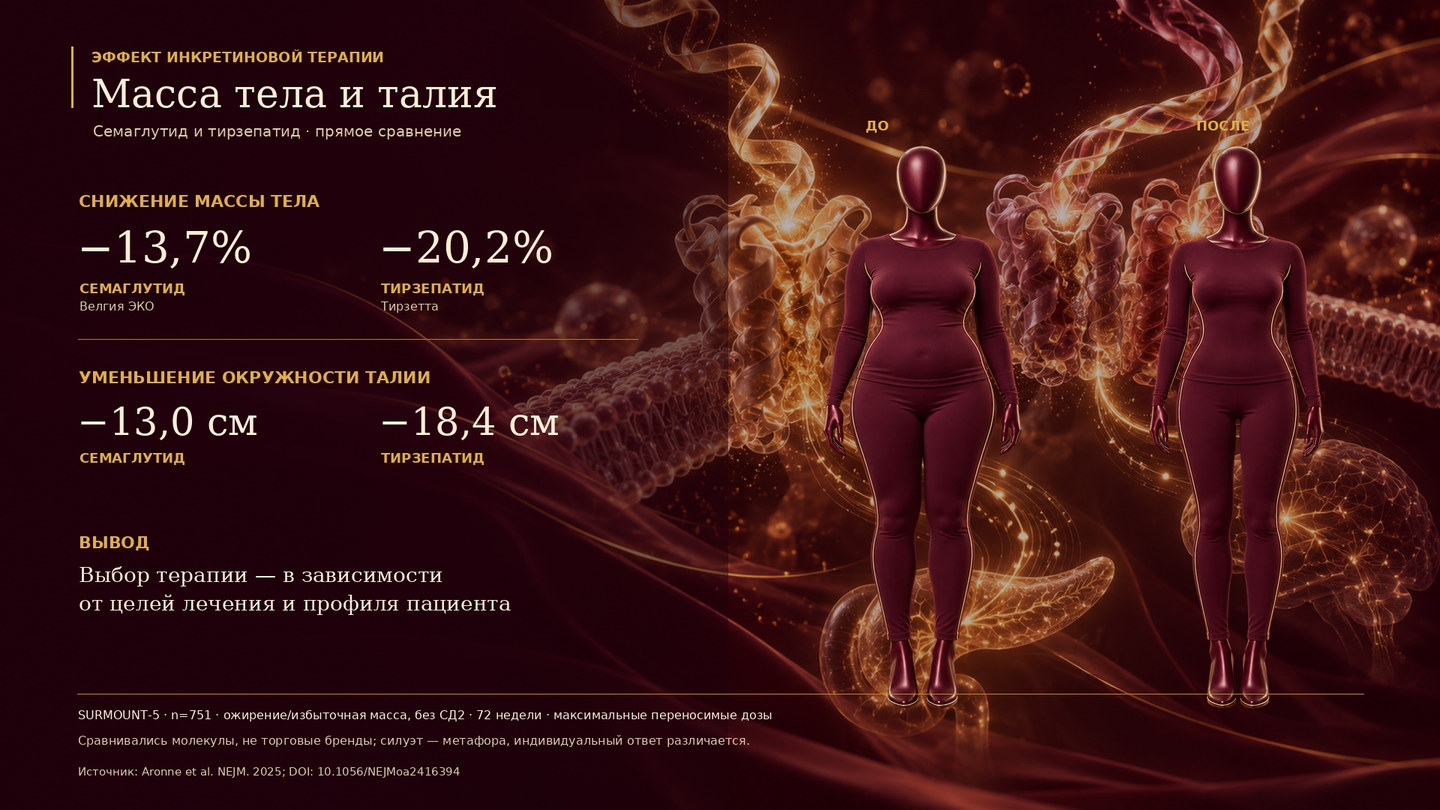 ЭФФЕКТ ИНКРЕТИНОВОЙ ТЕРАПИИ
Масса тела и талия
Семаглутид и тирзепатид · прямое сравнение
ДО
ПОСЛЕ
СНИЖЕНИЕ МАССЫ ТЕЛА
−13,7%
−20,2%
СЕМАГЛУТИД
ТИРЗЕПАТИД
Велгия ЭКО
Тирзетта
УМЕНЬШЕНИЕ ОКРУЖНОСТИ ТАЛИИ
−13,0 см
−18,4 см
СЕМАГЛУТИД
ТИРЗЕПАТИД
ВЫВОД
Выбор терапии — в зависимости
от целей лечения и профиля пациента
SURMOUNT-5 · n=751 · ожирение/избыточная масса, без СД2 · 72 недели · максимальные переносимые дозы
Сравнивались молекулы, не торговые бренды; силуэт — метафора, индивидуальный ответ различается.
Источник: Aronne et al. NEJM. 2025; DOI: 10.1056/NEJMoa2416394